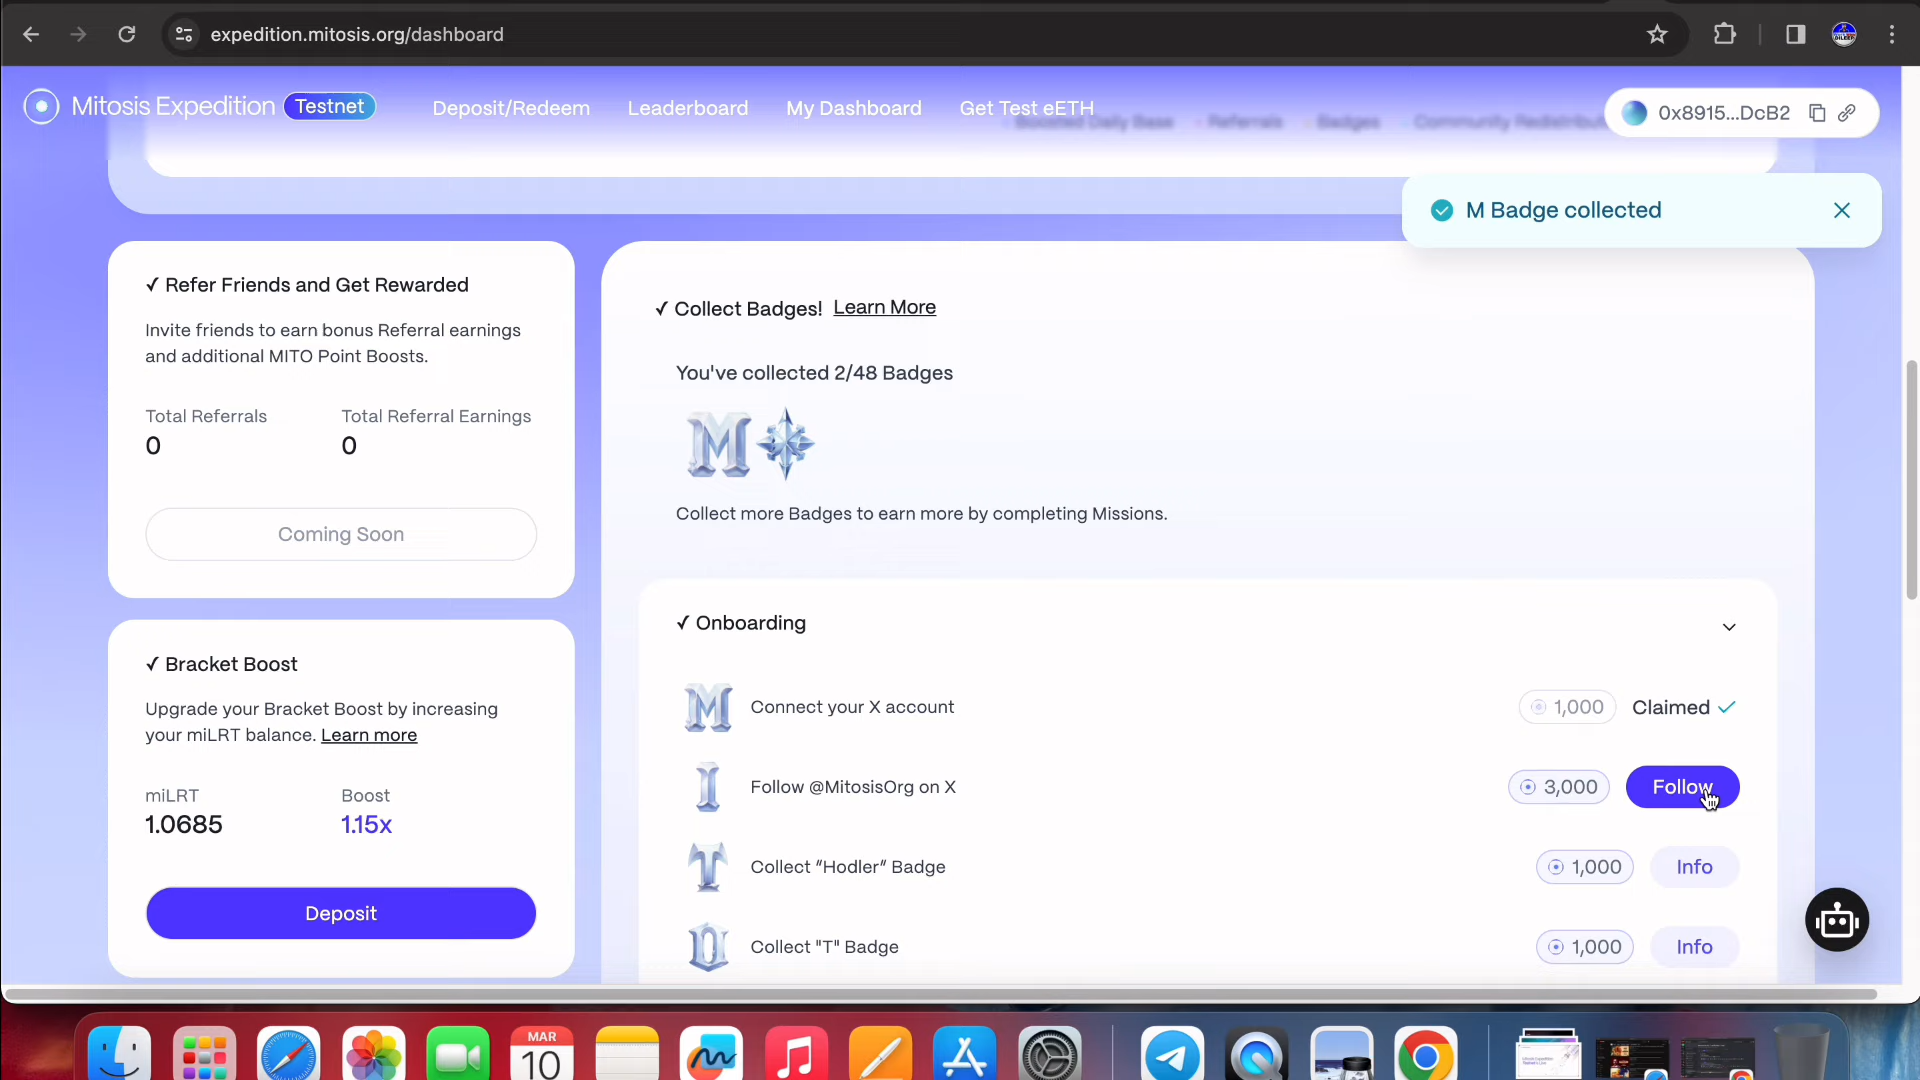 expedition.mitosis.org/dashboard
Mitosis Expedition Testnet Deposit/Redeem Leaderboard My Dashboard Get Test eETH 0x8915...DcB2
Boosted Daily Base Referrals Badges
M Badge collected
✓ Refer Friends and Get Rewarded
Invite friends to earn bonus Referral earnings
and additional MITO Point Boosts.
Total Referrals Total Referral Earnings
0 0
Coming Soon
✓ Bracket Boost
Upgrade your Bracket Boost by increasing
your miLRT balance. Learn more
miLRT Boost
1.0685 1.15x
Deposit
✓ Collect Badges! Learn More
You've collected 2/48 Badges
M
Collect more Badges to earn more by completing Missions.
✓ Onboarding
M Connect your X account 1,000 Claimed ✓
I Follow @MitosisOrg on X 3,000 Follow
T Collect “Hodler” Badge 1,000 Info
O Collect "T" Badge 1,000 Info
MAR
10